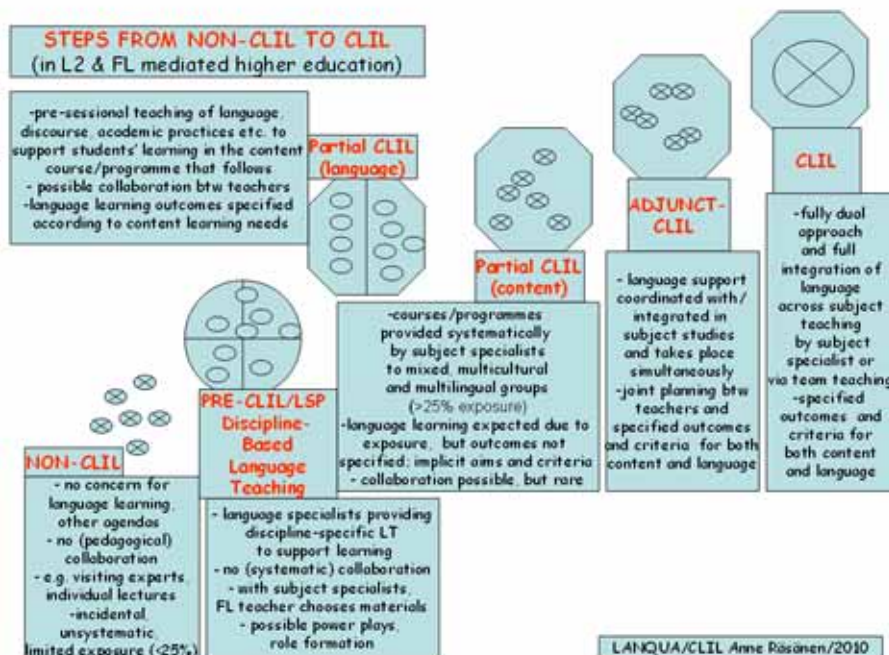 STEPS FROM NON-CLIL TO CLIL
(in L2 & FL mediated higher education)
-pre-sessional teaching of language,
discourse, academic practices etc. to
support students' learning in the content
course/programme that follows
- possible collaboration btw teachers
-language learning outcomes specified
according to content learning needs
Partial CLIL
(language)
NON-CLIL
- no concern for
language learning,
other agendas
- no (pedagogical)
collaboration
- e.g. visiting experts,
individual lectures
-incidental,
unsystematic,
limited exposure (<25%)
PRE-CLIL/LSP
Discipline-
Based
Language
Teaching
- language specialists providing
discipline-specific LT
to support learning
- no (systematic) collaboration
- with subject specialists,
FL teacher chooses materials
- possible power plays,
role formation
Partial CLIL
(content)
-courses/programmes
provided systematically
by subject specialists
to mixed, multicultural
and multilingual groups
(>25% exposure)
-language learning expected due to
exposure, but outcomes not
specified; implicit aims and criteria
- collaboration possible, but rare
ADJUNCT-
CLIL
- language support
coordinated with/
integrated in
subject studies
and takes place
simultaneously
-joint planning btw
teachers and
specified outcomes
and criteria for both
content and language
CLIL
-fully dual
approach
and full
integration of
language
across subject
teaching
by subject
specialist or
via team teaching
-specified
outcomes and
criteria for
both content
and language
LANQUA/CLIL Anne Räsänen/2010